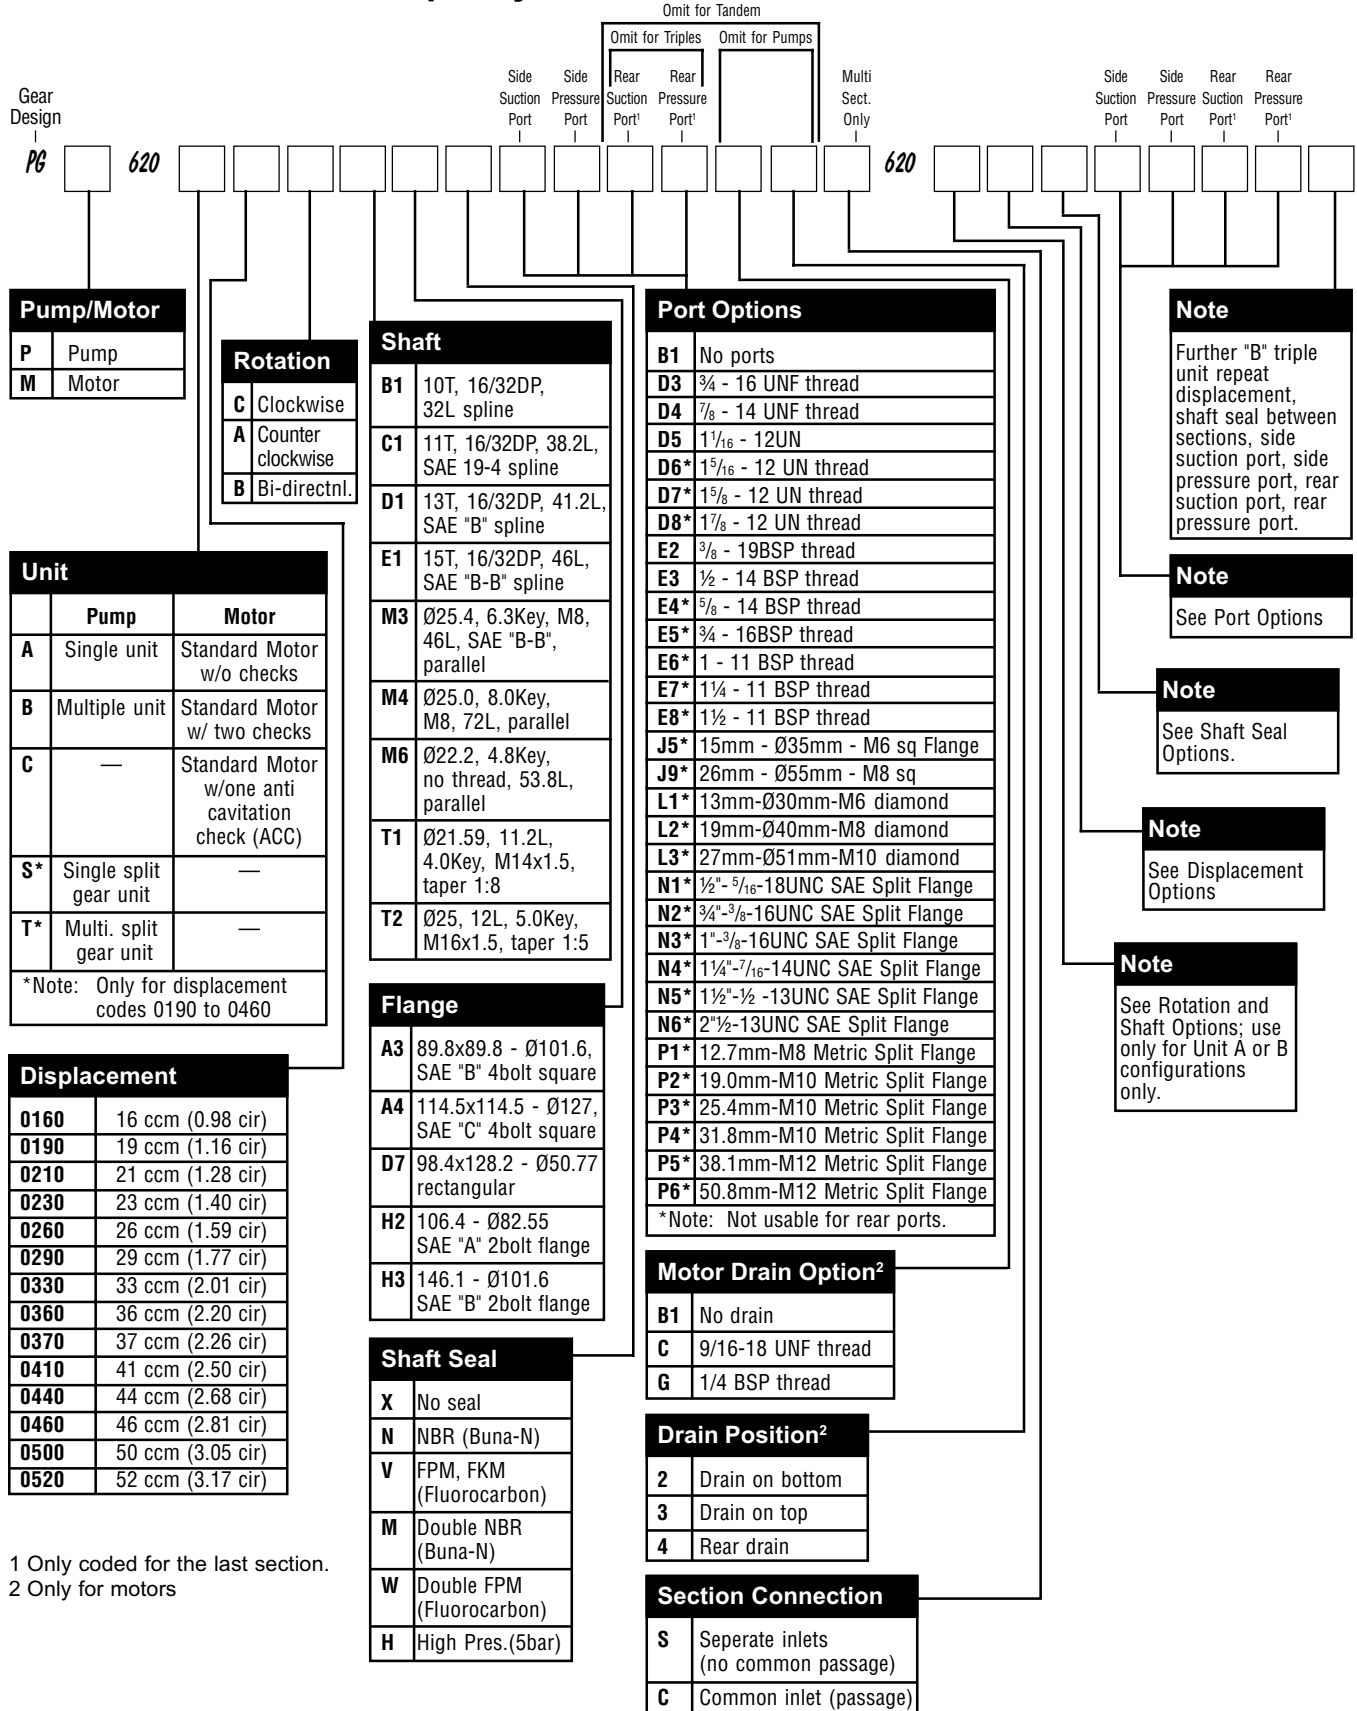 Omit for Tandem
Omit for Triples Omit for Pumps
Gear Design
Side Suction Port
Side Pressure Port
Rear Suction Port¹
Rear Pressure Port¹
Multi Sect. Only
Side Suction Port
Side Pressure Port
Rear Suction Port¹
Rear Pressure Port¹
PG 620 620
Pump/Motor
P Pump
M Motor
Rotation
C Clockwise
A Counter
clockwise
B Bi-directnl.
Unit
Pump Motor
A Single unit Standard Motor
w/o checks
B Multiple unit Standard Motor
w/ two checks
C — Standard Motor
w/one anti
cavitation
check (ACC)
S* Single split —
gear unit
T* Multi. split —
gear unit
*Note: Only for displacement
codes 0190 to 0460
Displacement
0160 16 ccm (0.98 cir)
0190 19 ccm (1.16 cir)
0210 21 ccm (1.28 cir)
0230 23 ccm (1.40 cir)
0260 26 ccm (1.59 cir)
0290 29 ccm (1.77 cir)
0330 33 ccm (2.01 cir)
0360 36 ccm (2.20 cir)
0370 37 ccm (2.26 cir)
0410 41 ccm (2.50 cir)
0440 44 ccm (2.68 cir)
0460 46 ccm (2.81 cir)
0500 50 ccm (3.05 cir)
0520 52 ccm (3.17 cir)
1 Only coded for the last section.
2 Only for motors
Shaft
B1 10T, 16/32DP,
32L spline
C1 11T, 16/32DP, 38.2L,
SAE 19-4 spline
D1 13T, 16/32DP, 41.2L,
SAE "B" spline
E1 15T, 16/32DP, 46L,
SAE "B-B" spline
M3 Ø25.4, 6.3Key, M8,
46L, SAE "B-B",
parallel
M4 Ø25.0, 8.0Key,
M8, 72L, parallel
M6 Ø22.2, 4.8Key,
no thread, 53.8L,
parallel
T1 Ø21.59, 11.2L,
4.0Key, M14x1.5,
taper 1:8
T2 Ø25, 12L, 5.0Key,
M16x1.5, taper 1:5
Flange
A3 89.8x89.8 - Ø101.6,
SAE "B" 4bolt square
A4 114.5x114.5 - Ø127,
SAE "C" 4bolt square
D7 98.4x128.2 - Ø50.77
rectangular
H2 106.4 - Ø82.55
SAE "A" 2bolt flange
H3 146.1 - Ø101.6
SAE "B" 2bolt flange
Shaft Seal
X No seal
N NBR (Buna-N)
V FPM, FKM
(Fluorocarbon)
M Double NBR
(Buna-N)
W Double FPM
(Fluorocarbon)
H High Pres.(5bar)
Port Options
B1 No ports
D3 ¾ - 16 UNF thread
D4 ⅞ - 14 UNF thread
D5 1¹/₁₆ - 12UN
D6* 1⁵/₁₆ - 12 UN thread
D7* 1⅝ - 12 UN thread
D8* 1⅞ - 12 UN thread
E2 ⅜ - 19BSP thread
E3 ½ - 14 BSP thread
E4* ⅝ - 14 BSP thread
E5* ¾ - 16BSP thread
E6* 1 - 11 BSP thread
E7* 1¼ - 11 BSP thread
E8* 1½ - 11 BSP thread
J5* 15mm - Ø35mm - M6 sq Flange
J9* 26mm - Ø55mm - M8 sq
L1* 13mm-Ø30mm-M6 diamond
L2* 19mm-Ø40mm-M8 diamond
L3* 27mm-Ø51mm-M10 diamond
N1* ½"- ⁵/₁₆-18UNC SAE Split Flange
N2* ¾"-⅜-16UNC SAE Split Flange
N3* 1"-⅜-16UNC SAE Split Flange
N4* 1¼"-⁷/₁₆-14UNC SAE Split Flange
N5* 1½"-½ -13UNC SAE Split Flange
N6* 2"½-13UNC SAE Split Flange
P1* 12.7mm-M8 Metric Split Flange
P2* 19.0mm-M10 Metric Split Flange
P3* 25.4mm-M10 Metric Split Flange
P4* 31.8mm-M10 Metric Split Flange
P5* 38.1mm-M12 Metric Split Flange
P6* 50.8mm-M12 Metric Split Flange
*Note: Not usable for rear ports.
Motor Drain Option²
B1 No drain
C 9/16-18 UNF thread
G 1/4 BSP thread
Drain Position²
2 Drain on bottom
3 Drain on top
4 Rear drain
Section Connection
S Seperate inlets
(no common passage)
C Common inlet (passage)
Note
Further "B" triple
unit repeat
displacement,
shaft seal between
sections, side
suction port, side
pressure port, rear
suction port, rear
pressure port.
Note
See Port Options
Note
See Shaft Seal
Options.
Note
See Displacement
Options
Note
See Rotation and
Shaft Options; use
only for Unit A or B
configurations
only.